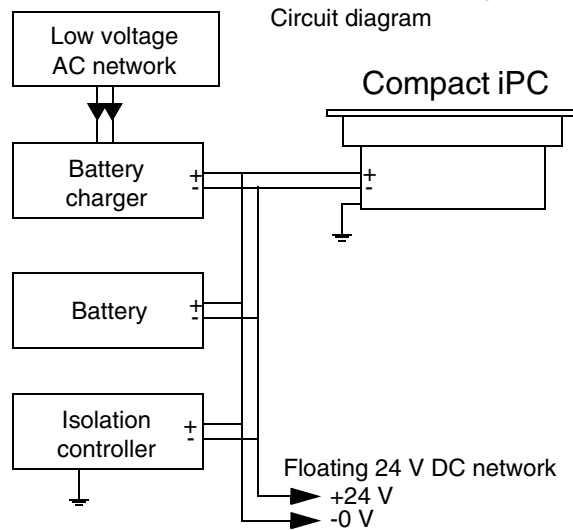 Circuit diagram
Low voltage
AC network
Compact iPC
Battery
charger
+
-
+
-
Battery
+
-
Isolation
controller
+
-
Floating 24 V DC network
+24 V
-0 V